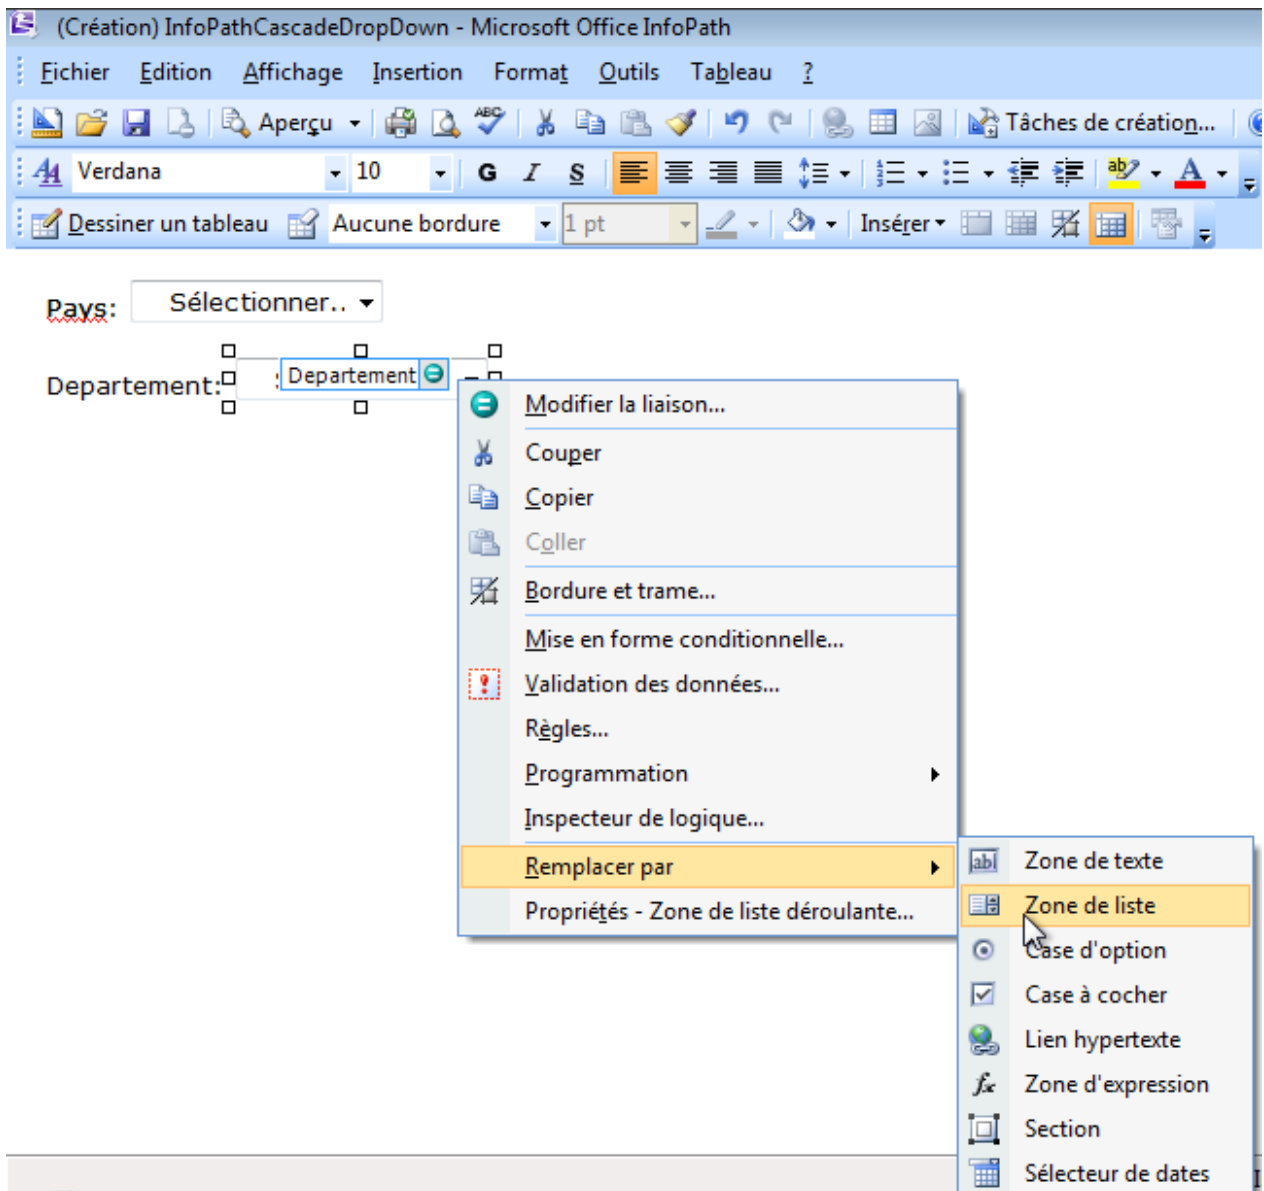 (Création) InfoPathCascadeDropDown - Microsoft Office InfoPath
Fichier Edition Affichage Insertion Format Outils Tableau ?
Aperçu ABC Tâches de création...
A4 Verdana 10 G I S ab A
Dessiner un tableau Aucune bordure 1 pt Insérer
Pays: Sélectionner..
Departement: Departement
Modifier la liaison...
Couper
Copier
Coller
Bordure et trame...
Mise en forme conditionnelle...
Validation des données...
Règles...
Programmation
Inspecteur de logique...
Remplacer par
Propriétés - Zone de liste déroulante...
Zone de texte
Zone de liste
Case d'option
Case à cocher
Lien hypertexte
Zone d'expression
Section
Sélecteur de dates